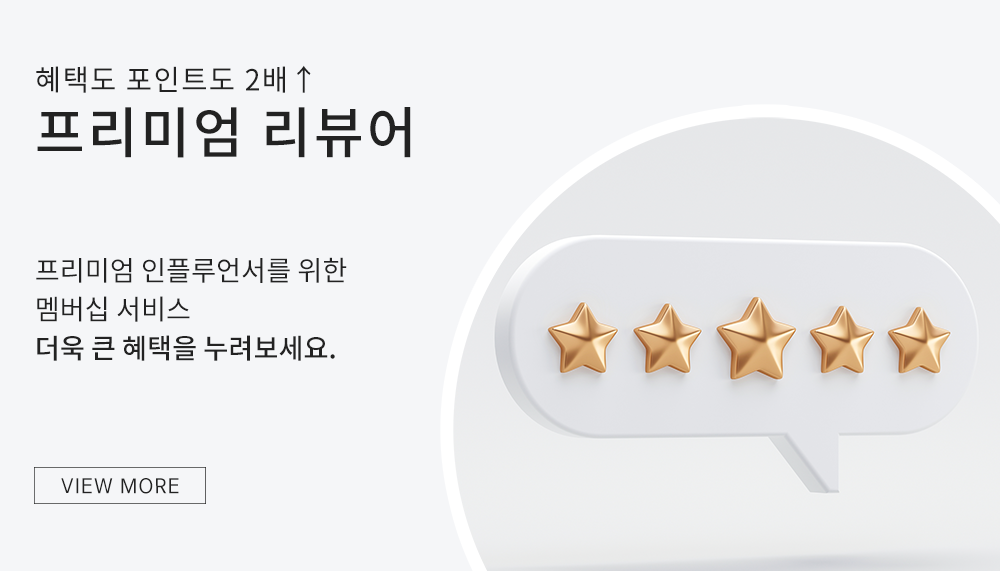 혜택도 포인트도 2배↑
프리미엄 리뷰어
프리미엄 인플루언서를 위한
멤버십 서비스
더욱 큰 혜택을 누려보세요.
VIEW MORE